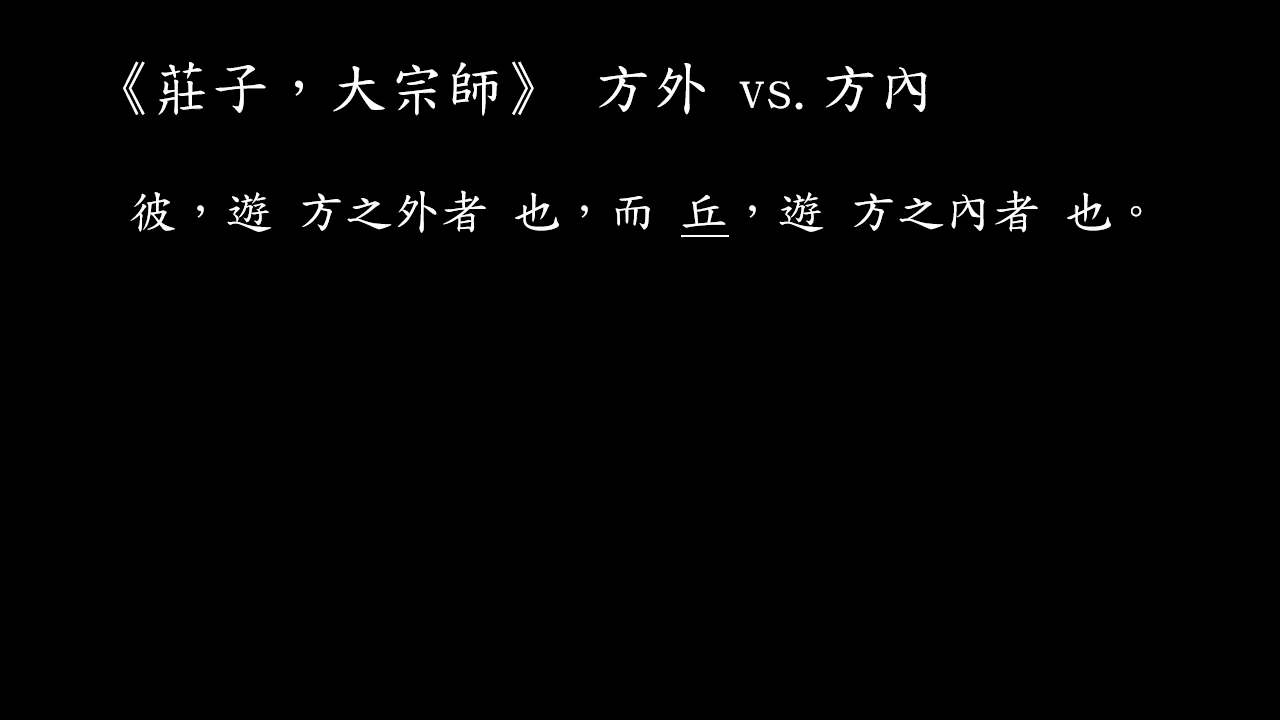 《莊子，大宗師》 方外 vs. 方內
彼，遊 方之外者 也，而 丘，遊 方之內者 也。